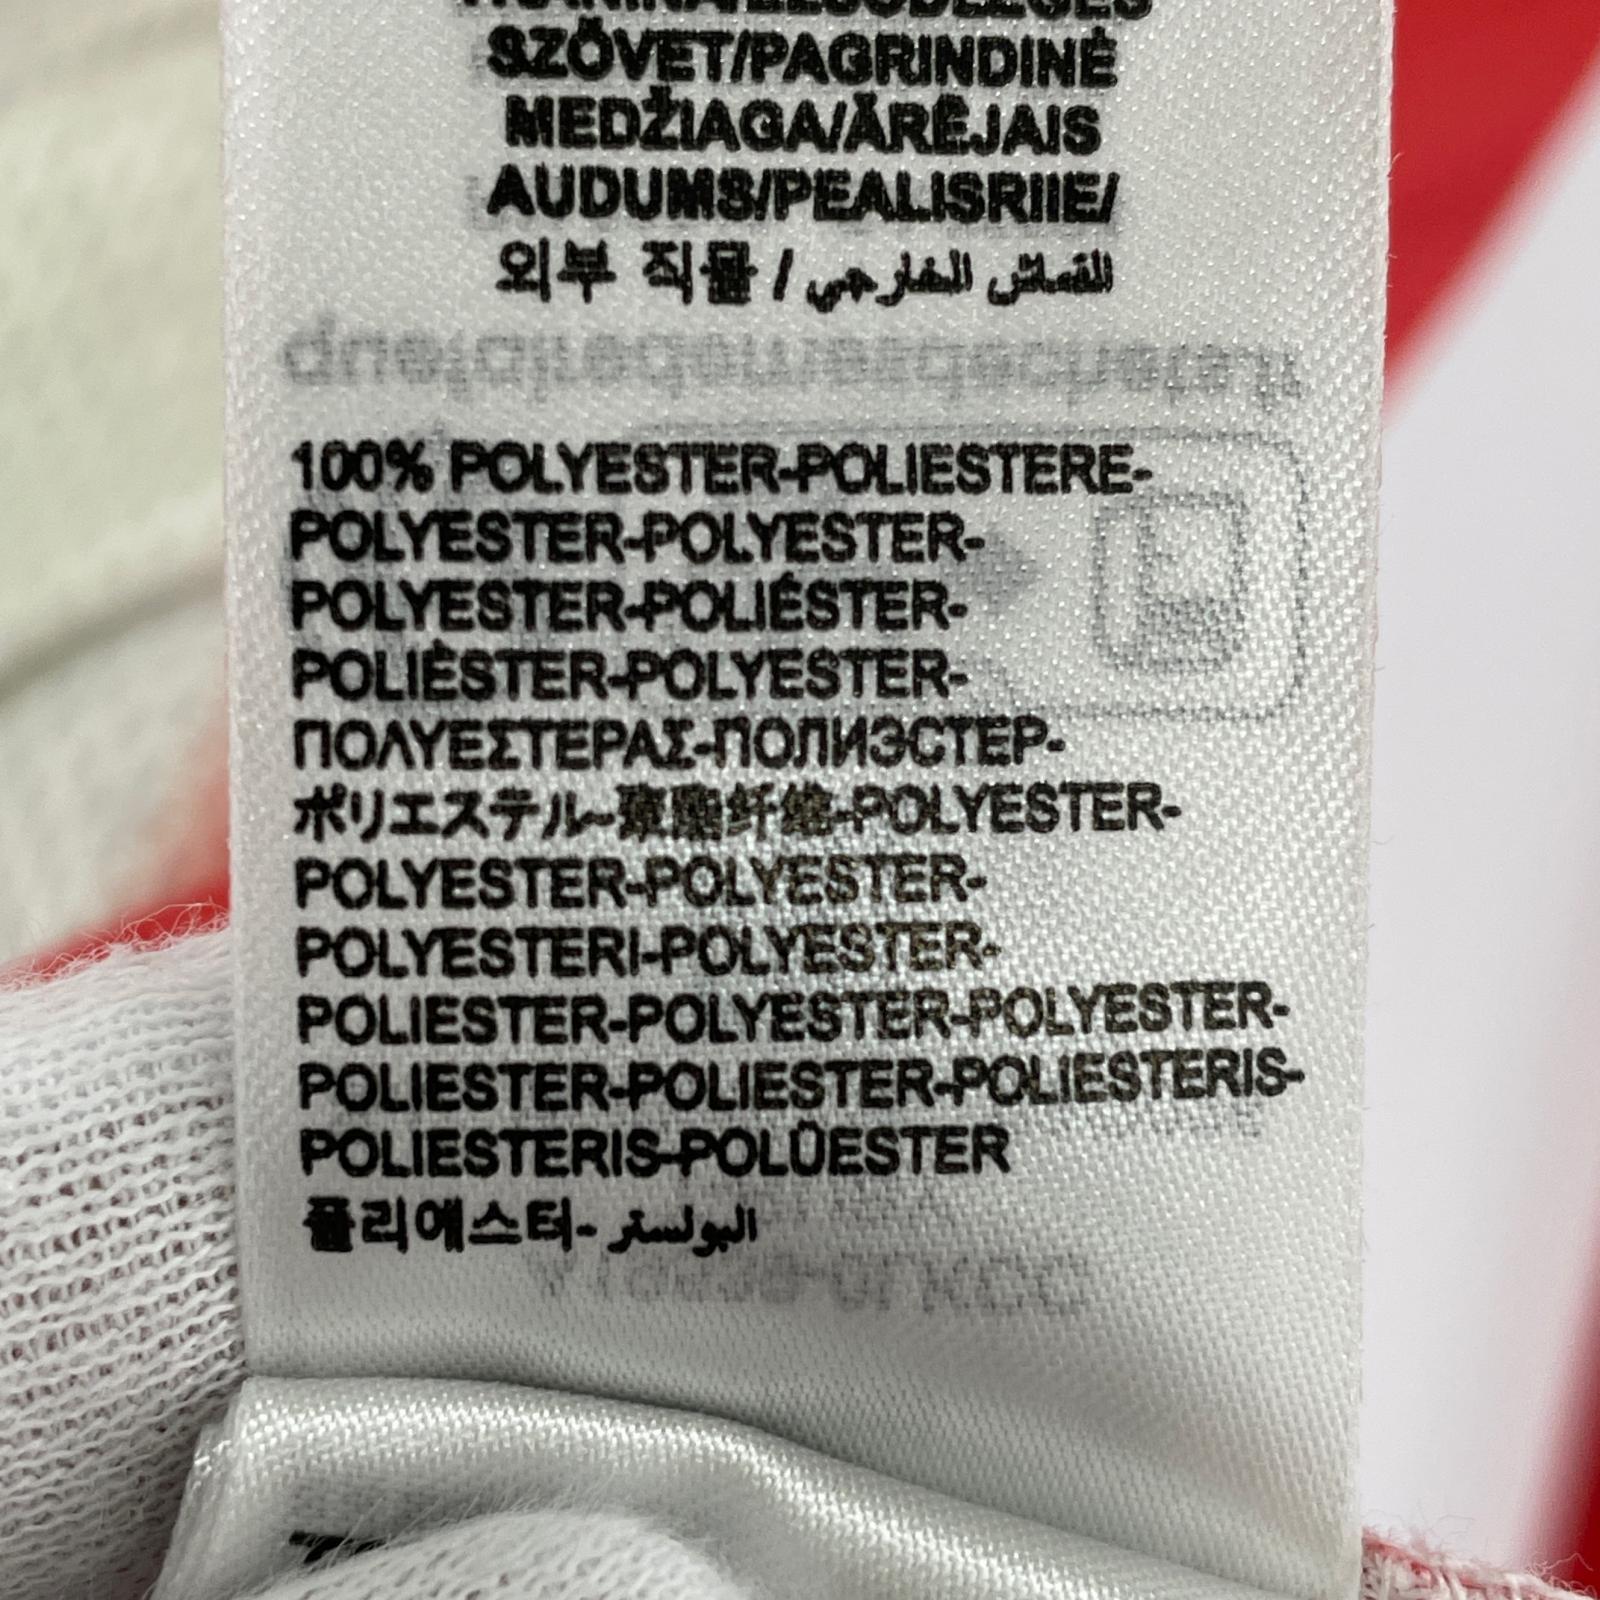 SZÖVET/PAGRINDINĖ
MEDŽIAGA/ĀRĒJAIS
AUDUMS/PEALISRIIE/
외부 직물 / القماش الخارجي
100% POLYESTER-POLIESTERE-
POLYESTER-POLYESTER-
POLYESTER-POLIÉSTER-
POLIÉSTER-POLYESTER-
ΠΟΛΥΕΣΤΕΡΑΣ-ПОЛИЭСТЕР-
ポリエステル-聚酯纤维-POLYESTER-
POLYESTER-POLYESTER-
POLYESTERI-POLYESTER-
POLIESTER-POLYESTER-POLYESTER-
POLIESTER-POLIESTER-POLIESTERIS-
POLIESTERIS-POLÜESTER
폴리에스터- البولستر